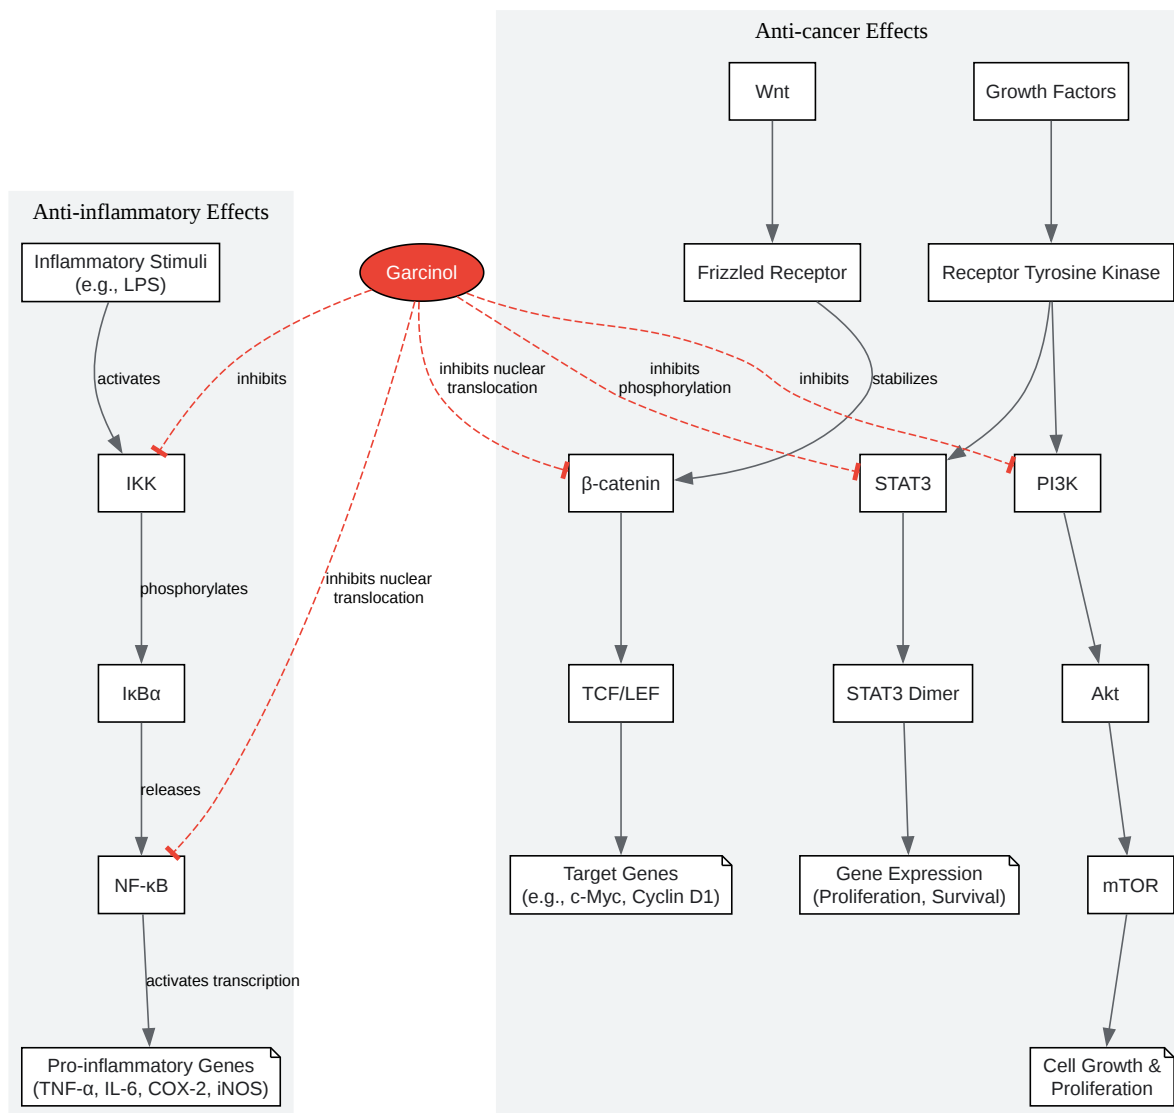 Anti-cancer Effects
Wnt
Growth Factors
Anti-inflammatory Effects
Inflammatory Stimuli
(e.g., LPS)
Garcinol
Frizzled Receptor
Receptor Tyrosine Kinase
activates
inhibits
inhibits nuclear
translocation
inhibits
phosphorylation
inhibits
stabilizes
IKK
β-catenin
STAT3
PI3K
phosphorylates
inhibits nuclear
translocation
IκBα
TCF/LEF
STAT3 Dimer
Akt
releases
NF-κB
Target Genes
(e.g., c-Myc, Cyclin D1)
Gene Expression
(Proliferation, Survival)
mTOR
activates transcription
Pro-inflammatory Genes
(TNF-α, IL-6, COX-2, iNOS)
Cell Growth &
Proliferation